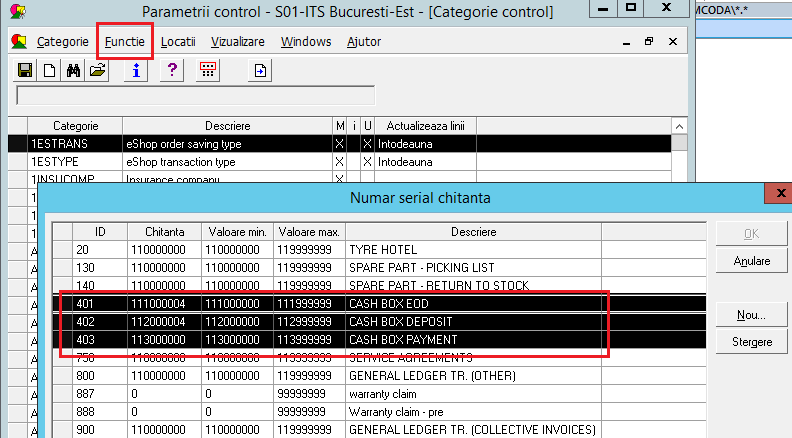 Parametrii control - S01-ITS Bucuresti-Est - [Categorie control]
MCODA\*.*
Categorie Functie Locatii Vizualizare Windows Ajutor
Categorie Descriere M i U Actualizeaza linii
1ESTRANS eShop order saving type X X Intodeauna
1ESTYPE eShop transaction type X X Intodeauna
1INSUCOMP Insurance company
Numar serial chitanta
ID Chitanta Valoare min. Valoare max. Descriere
OK
20 110000000 110000000 119999999 TYRE HOTEL
Anulare
130 110000000 110000000 119999999 SPARE PART - PICKING LIST
140 110000000 110000000 119999999 SPARE PART - RETURN TO STOCK
401 111000004 111000000 111999999 CASH BOX EOD
Nou...
402 112000004 112000000 112999999 CASH BOX DEPOSIT
403 113000000 113000000 113999999 CASH BOX PAYMENT
Stergere
750 110000000 110000000 119999999 SERVICE AGREEMENTS
800 110000000 110000000 119999999 GENERAL LEDGER TR. (OTHER)
887 0 0 99999999 warranty claim
888 0 0 99999999 Warranty claim - pre
900 110000000 110000000 119999999 GENERAL LEDGER TR. (COLLECTIVE INVOICES)